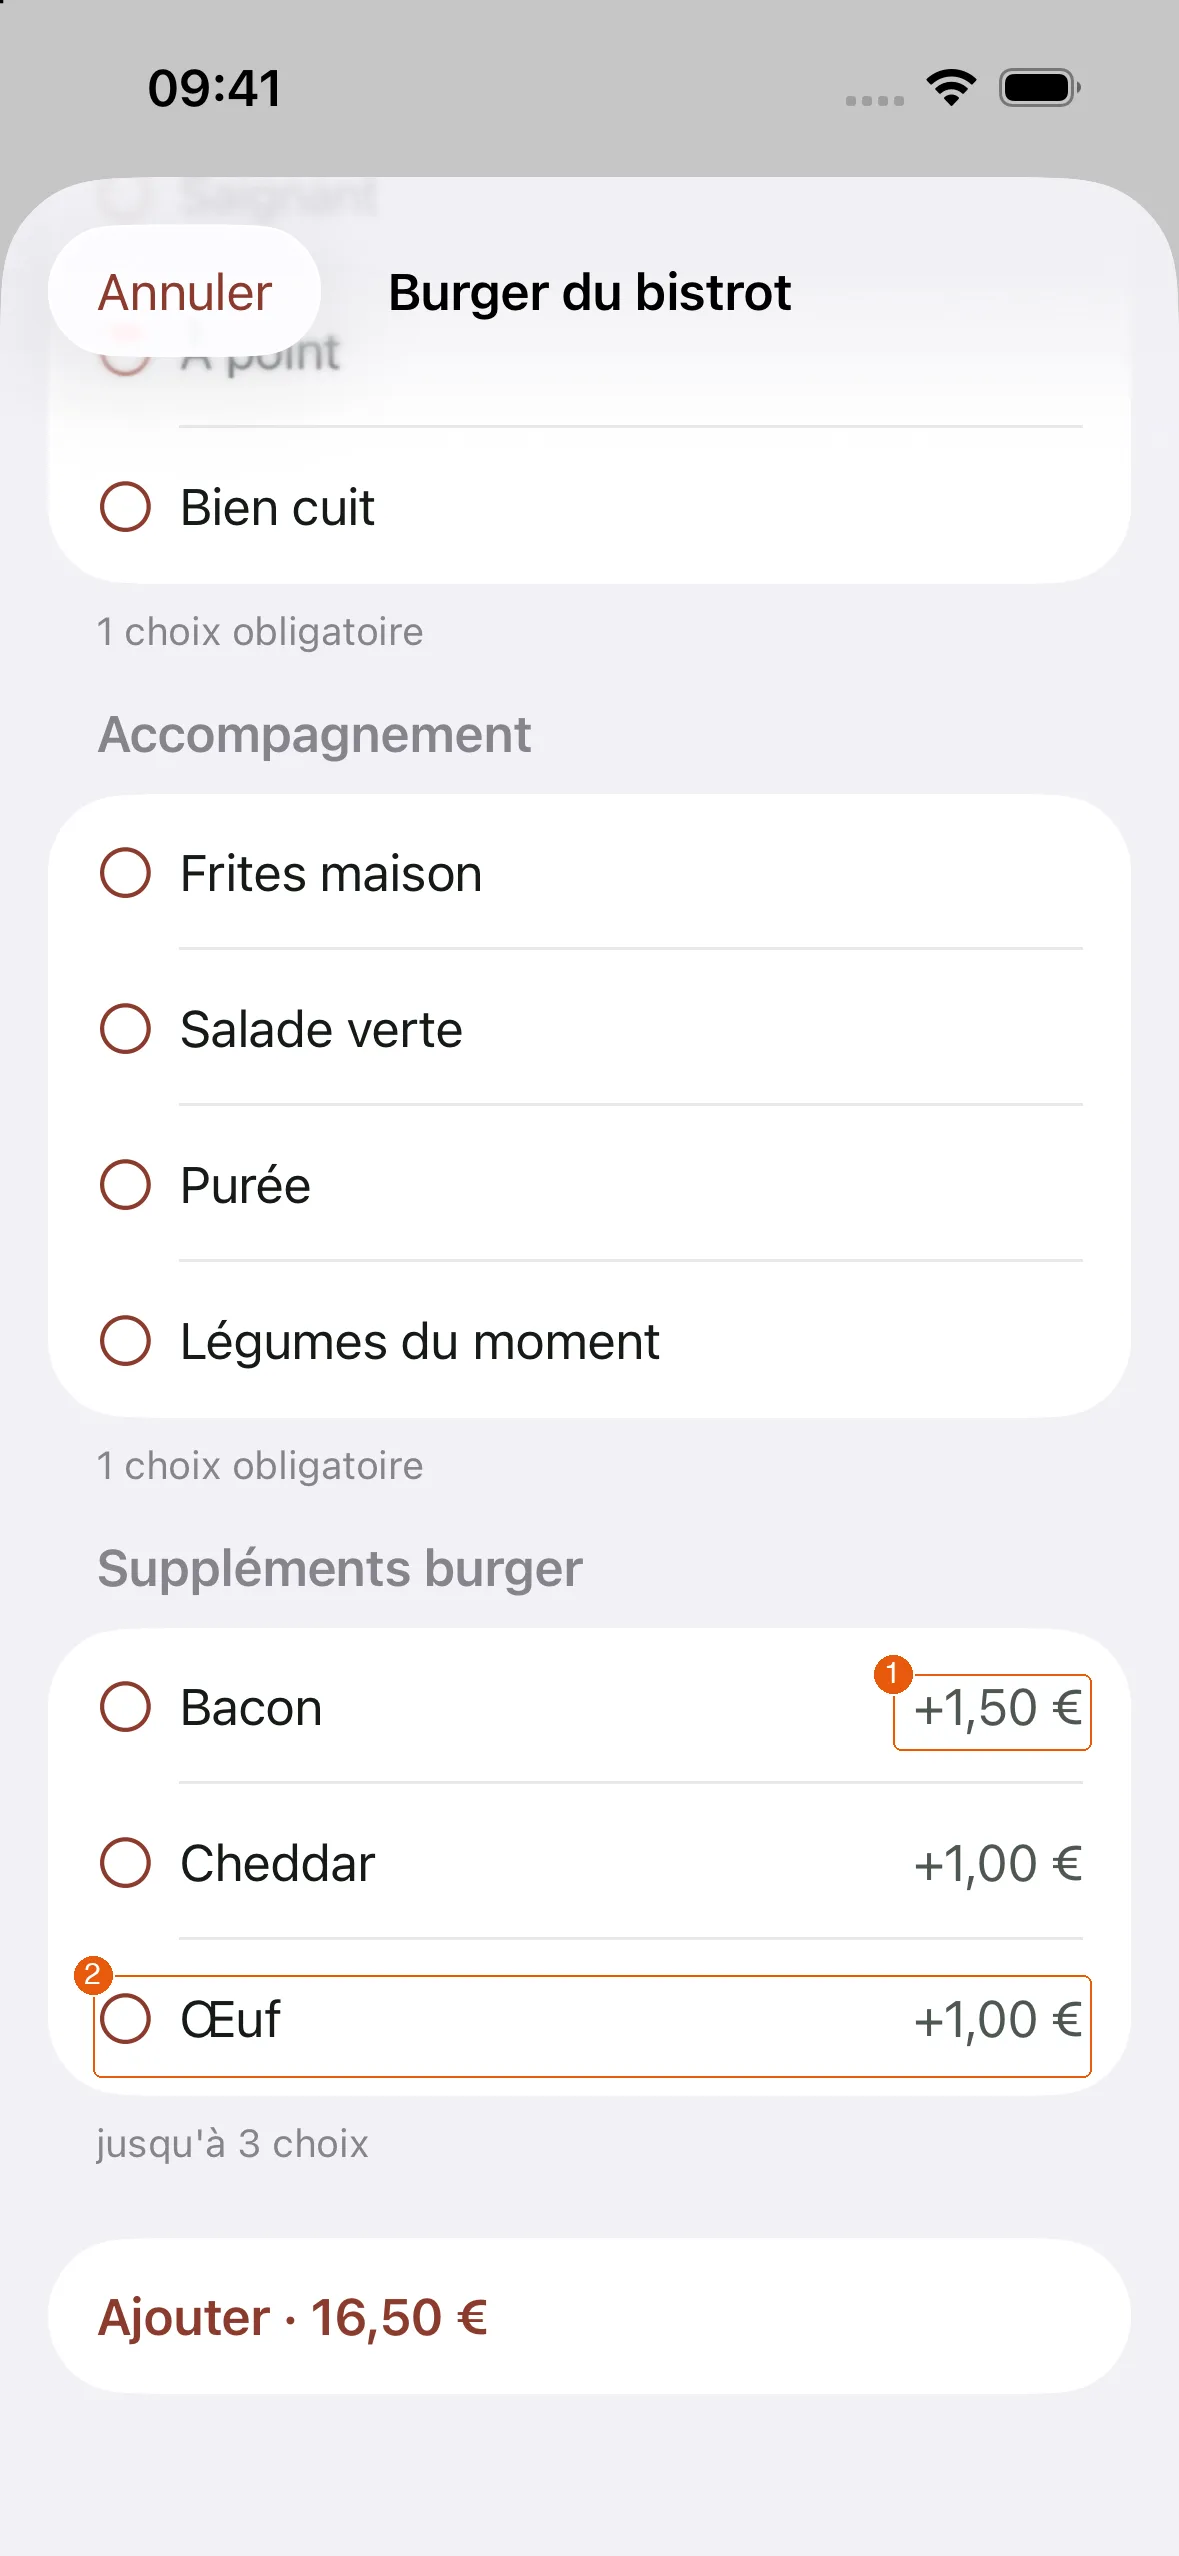 09:41
Saignant
Annuler
Burger du bistrot
À point
Bien cuit
1 choix obligatoire
Accompagnement
Frites maison
Salade verte
Purée
Légumes du moment
1 choix obligatoire
Suppléments burger
1
Bacon +1,50 €
Cheddar +1,00 €
2
Œuf +1,00 €
jusqu'à 3 choix
Ajouter · 16,50 €